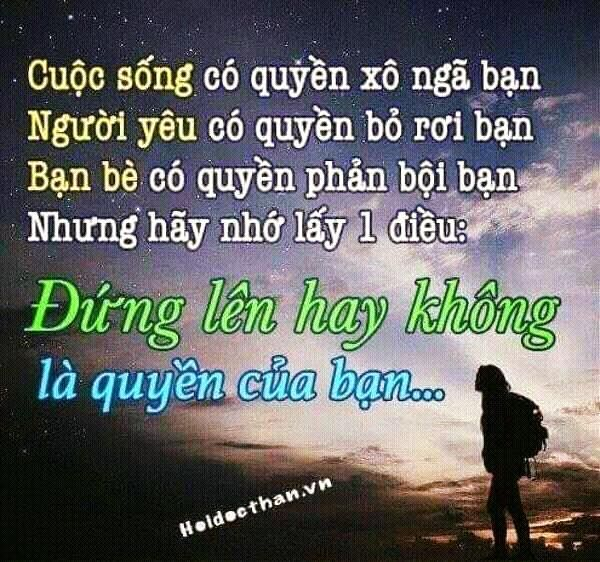 Cuộc sống có quyền xô ngã bạn
Người yêu có quyền bỏ rơi bạn
Bạn bè có quyền phản bội bạn
Nhưng hãy nhớ lấy 1 điều:
Đứng lên hay không
là quyền của bạn...
Hoidocthan.vn